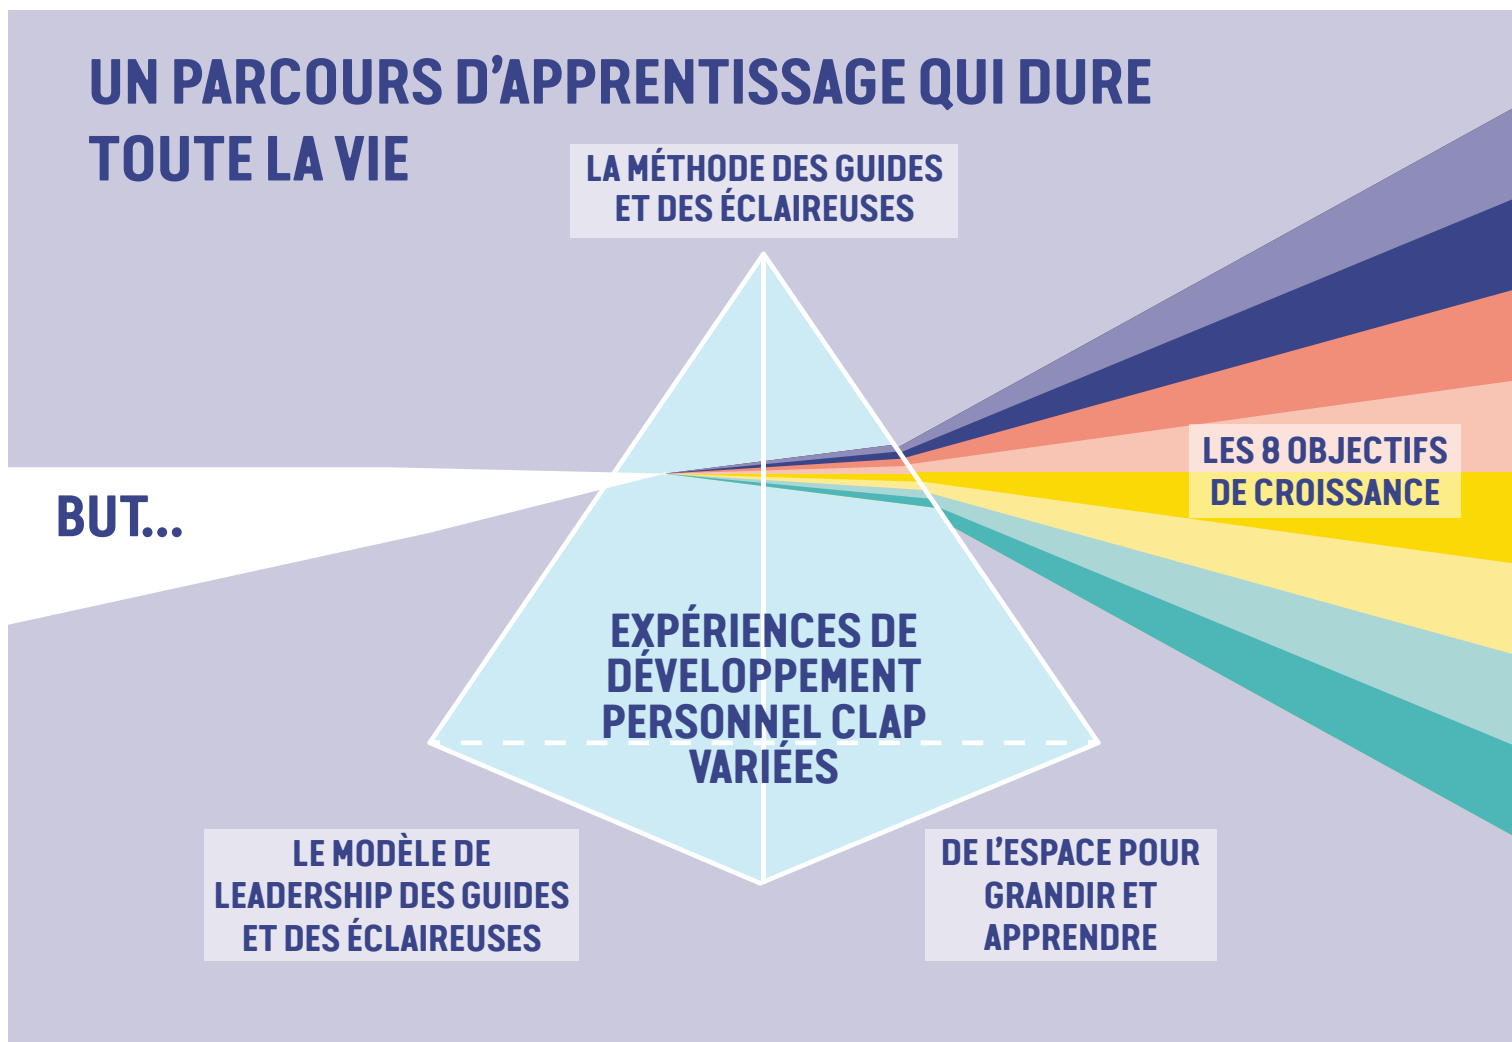 UN PARCOURS D’APPRENTISSAGE QUI DURE
TOUTE LA VIE
LA MÉTHODE DES GUIDES
ET DES ÉCLAIREUSES
LES 8 OBJECTIFS
DE CROISSANCE
BUT...
EXPÉRIENCES DE
DÉVELOPPEMENT
PERSONNEL CLAP
VARIÉES
LE MODÈLE DE
LEADERSHIP DES GUIDES
ET DES ÉCLAIREUSES
DE L’ESPACE POUR
GRANDIR ET
APPRENDRE